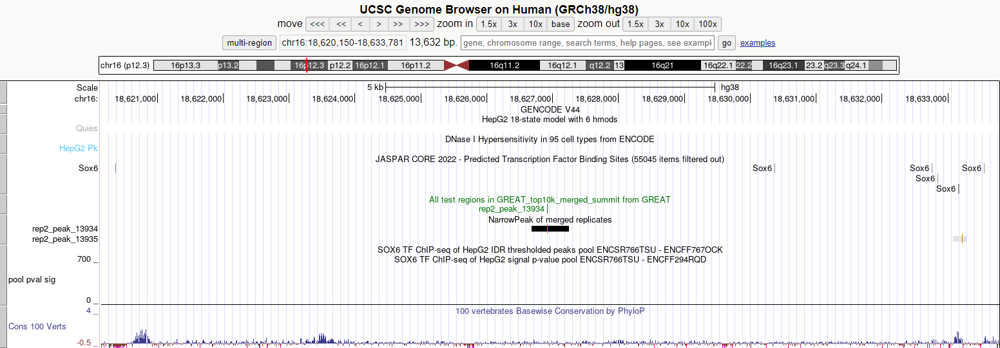 UCSC Genome Browser on Human (GRCh38/hg38)
move <<< << < > >> >>> zoom in 1.5x 3x 10x base zoom out 1.5x 3x 10x 100x
multi-region chr16:18,620,150-18,633,781 13,632 bp. gene, chromosome range, search terms, help pages, see exampl go examples
chr16 (p12.3) 16p13.3 p13.2 16p12.3 p12.2 16p12.1 16p11.2 16q11.2 16q12.1 q12.2 13 16q21 16q22.1 22.2 16q23.1 23.2 q23.3 q24.1
Scale 5 kb hg38
chr16: 18,621,000 18,622,000 18,623,000 18,624,000 18,625,000 18,626,000 18,627,000 18,628,000 18,629,000 18,630,000 18,631,000 18,632,000 18,633,000
GENCODE V44
HepG2 18-state model with 6 hmods
Quies
DNase I Hypersensitivity in 95 cell types from ENCODE
HepG2 Pk
JASPAR CORE 2022 - Predicted Transcription Factor Binding Sites (55045 items filtered out)
Sox6 Sox6 Sox6 Sox6
Sox6
Sox6
All test regions in GREAT_top10k_merged_summit from GREAT
rep2_peak_13934
NarrowPeak of merged replicates
rep2_peak_13934
rep2_peak_13935
SOX6 TF ChIP-seq of HepG2 IDR thresholded peaks pool ENCSR766TSU - ENCFF767OCK
700 _ SOX6 TF ChIP-seq of HepG2 signal p-value pool ENCSR766TSU - ENCFF294RQD
pool pval sig
0 _
4 _ 100 vertebrates Basewise Conservation by PhyloP
Cons 100 Verts
-0.5 _